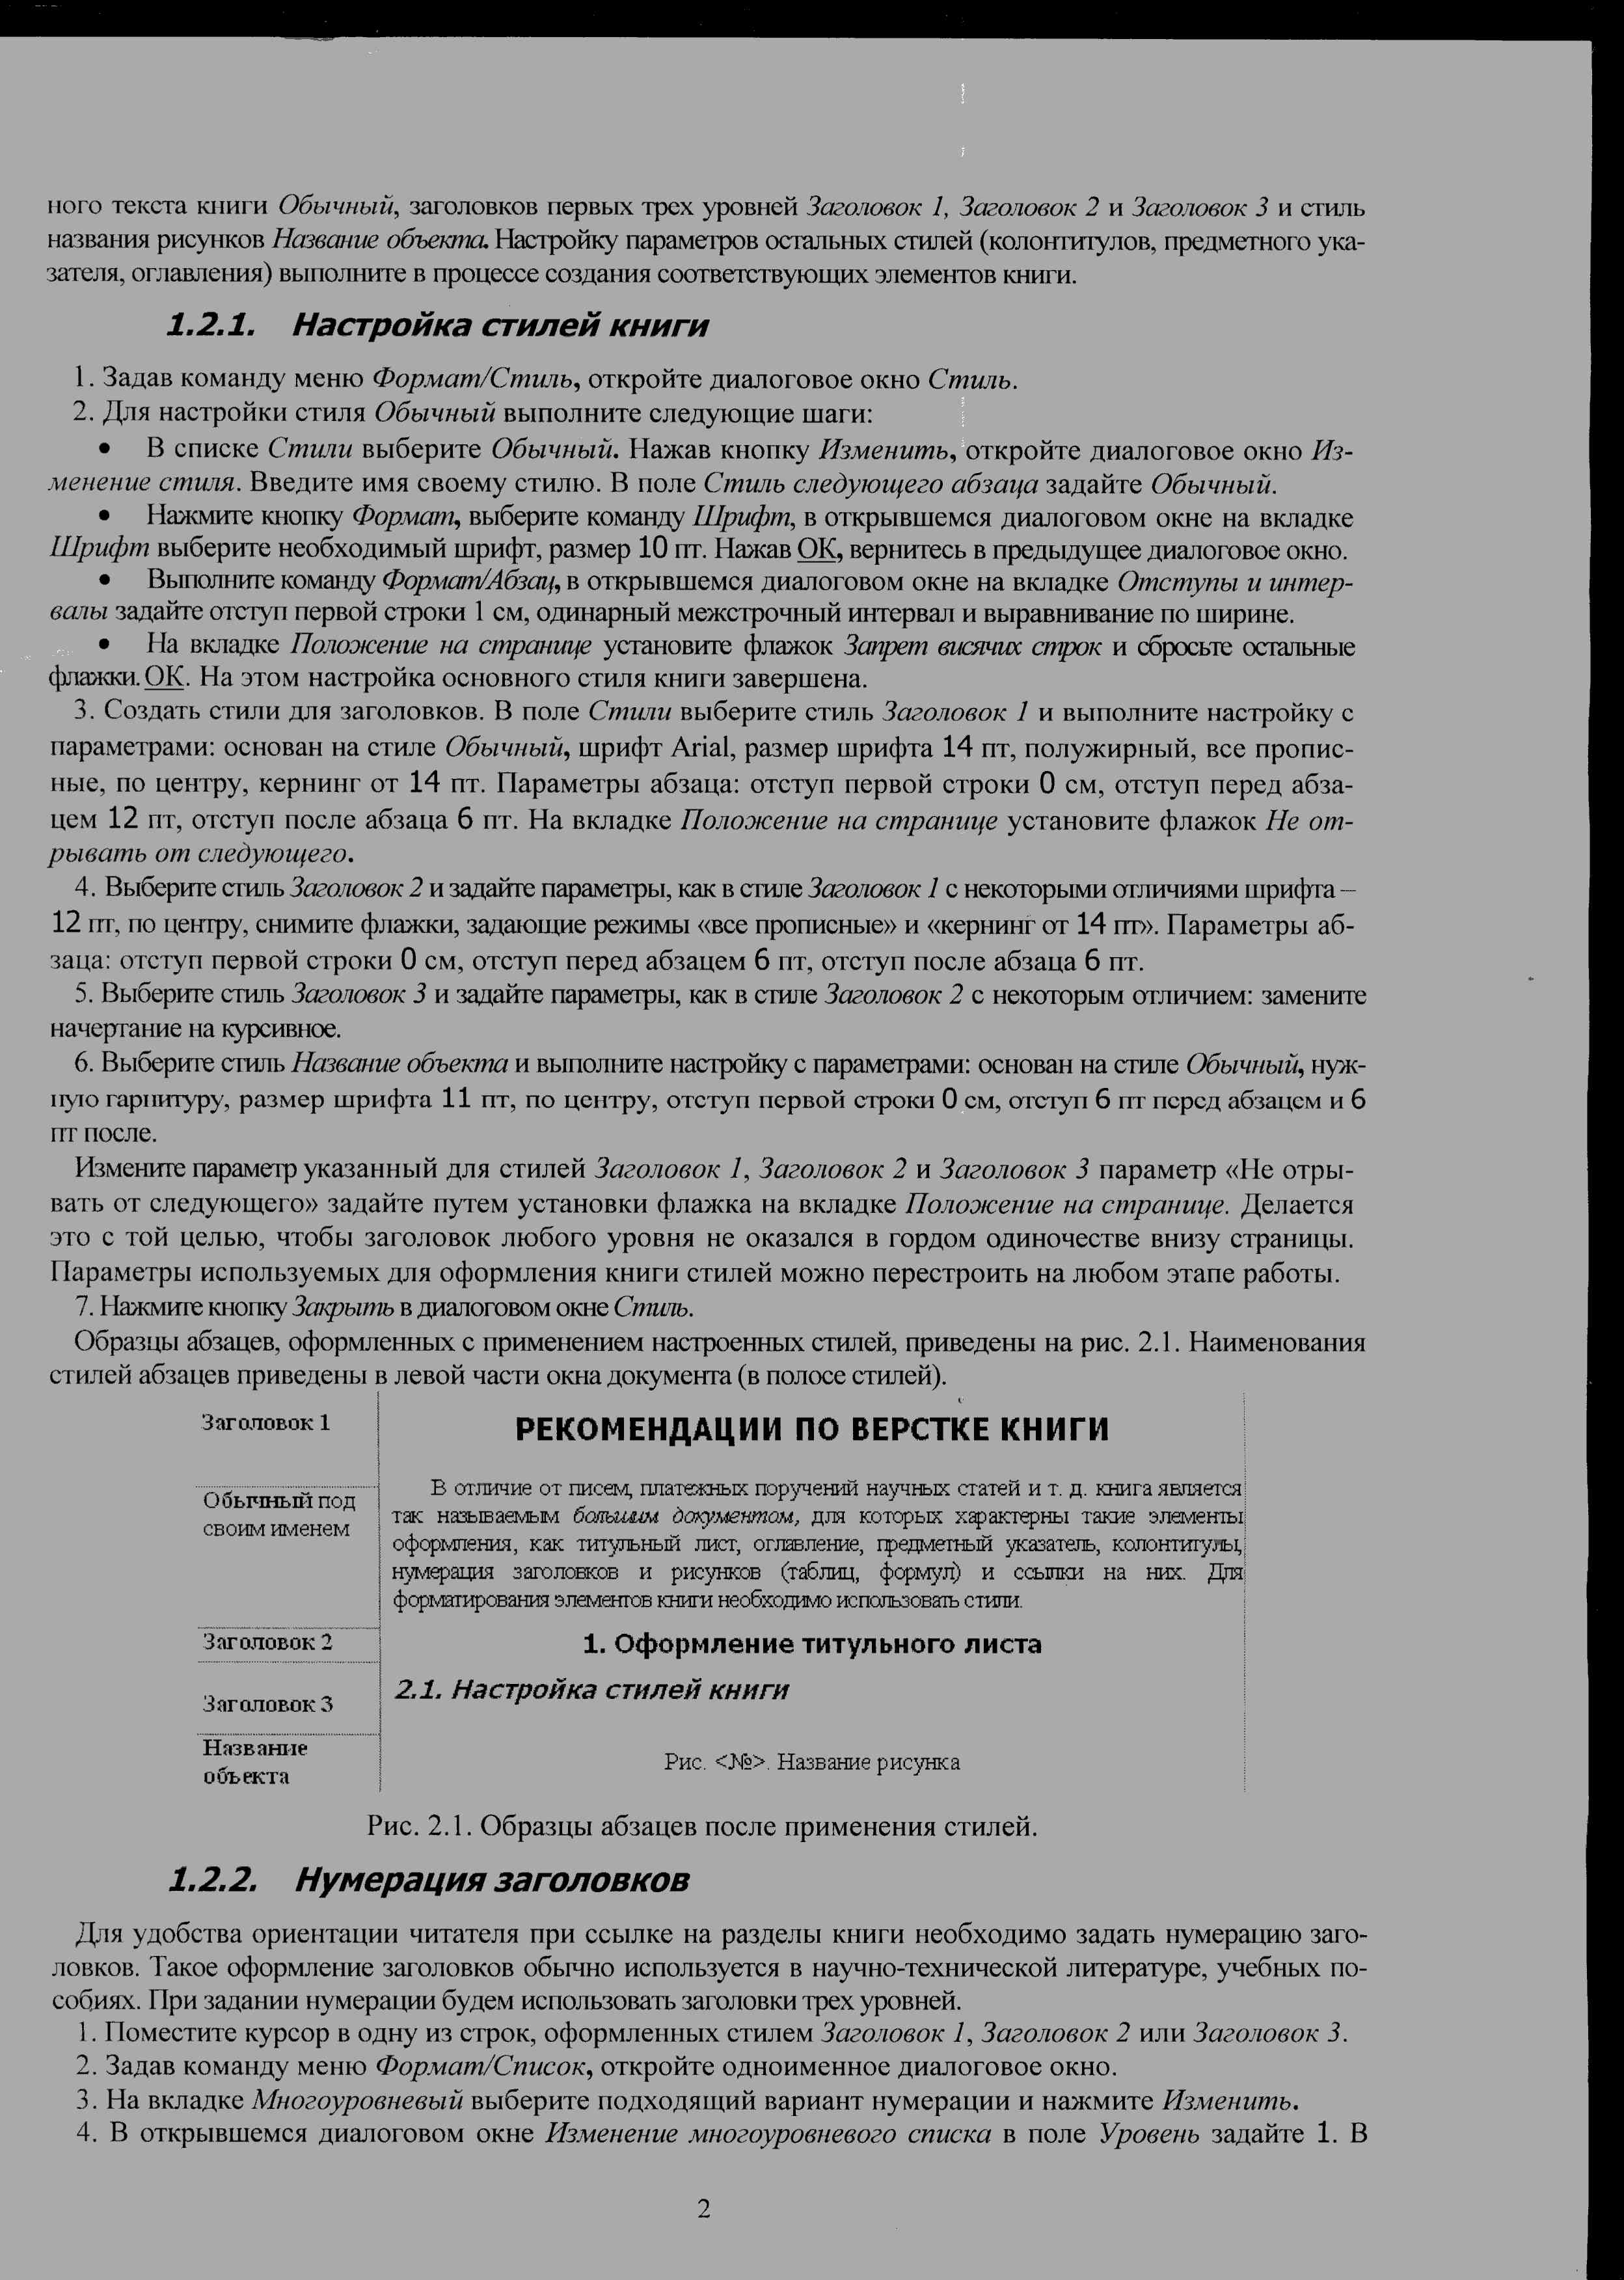 ного текста книги Обычный, заголовков первых трех уровней Заголовок 1, Заголовок 2 и Заголовок 3 и стиль
названия рисунков Название объекта. Настройку параметров остальных стилей (колонтитулов, предметного ука-
зателя, оглавления) выполните в процессе создания соответствующих элементов книги.
1.2.1. Настройка стилей книги
1. Задав команду меню Формат/Стиль, откройте диалоговое окно Стиль.
2. Для настройки стиля Обычный выполните следующие шаги:
• В списке Стили выберите Обычный. Нажав кнопку Изменить, откройте диалоговое окно Из-
менение стиля. Введите имя своему стилю. В поле Стиль следующего абзаца задайте Обычный.
• Нажмите кнопку Формат, выберите команду Шрифт, в открывшемся диалоговом окне на вкладке
Шрифт выберите необходимый шрифт, размер 10 пт. Нажав ОК, вернитесь в предыдущее диалоговое окно.
• Выполните команду Формат/Абзац, в открывшемся диалоговом окне на вкладке Отступы и интер-
валы задайте отступ первой строки 1 см, одинарный межстрочный интервал и выравнивание по ширине.
• На вкладке Положение на странице установите флажок Запрет висячих строк и сбросьте остальные
флажки. ОК. На этом настройка основного стиля книги завершена.
3. Создать стили для заголовков. В поле Стили выберите стиль Заголовок 1 и выполните настройку с
параметрами: основан на стиле Обычный, шрифт Arial, размер шрифта 14 пт, полужирный, все пропис-
ные, по центру, кернинг от 14 пт. Параметры абзаца: отступ первой строки 0 см, отступ перед абза-
цем 12 пт, отступ после абзаца 6 пт. На вкладке Положение на странице установите флажок Не от-
рывать от следующего.
4. Выберите стиль Заголовок 2 и задайте параметры, как в стиле Заголовок 1 с некоторыми отличиями шрифта –
12 пт, по центру, снимите флажки, задающие режимы «все прописные» и «кернинг от 14 пт». Параметры аб-
заца: отступ первой строки 0 см, отступ перед абзацем 6 пт, отступ после абзаца 6 пт.
5. Выберите стиль Заголовок 3 и задайте параметры, как в стиле Заголовок 2 с некоторым отличием: замените
начертание на курсивное.
6. Выберите стиль Название объекта и выполните настройку с параметрами: основан на стиле Обычный, нуж-
ную гарнитуру, размер шрифта 11 пт, по центру, отступ первой строки 0 см, отступ 6 пт перед абзацем и 6
пт после.
Измените параметр указанный для стилей Заголовок 1, Заголовок 2 и Заголовок 3 параметр «Не отры-
вать от следующего» задайте путем установки флажка на вкладке Положение на странице. Делается
это с той целью, чтобы заголовок любого уровня не оказался в гордом одиночестве внизу страницы.
Параметры используемых для оформления книги стилей можно перестроить на любом этапе работы.
7. Нажмите кнопку Закрыть в диалоговом окне Стиль.
Образцы абзацев, оформленных с применением настроенных стилей, приведены на рис. 2.1. Наименования
стилей абзацев приведены в левой части окна документа (в полосе стилей).
Заголовок 1
РЕКОМЕНДАЦИИ ПО ВЕРСТКЕ КНИГИ
Обычный под
своим именем
В отличие от писем, платежных поручений научных статей и т. д. книга является
так называемым большим документом, для которых характерны такие элементы
оформления, как титульный лист, оглавление, предметный указатель, колонтитулы,
нумерация заголовков и рисунков (таблиц, формул) и ссылки на них. Для
форматирования элементов книги необходимо использовать стили.
Заголовок 2
1. Оформление титульного листа
Заголовок 3
2.1. Настройка стилей книги
Название
объекта
Рис. <№>. Название рисунка
Рис. 2.1. Образцы абзацев после применения стилей.
1.2.2. Нумерация заголовков
Для удобства ориентации читателя при ссылке на разделы книги необходимо задать нумерацию заго-
ловков. Такое оформление заголовков обычно используется в научно-технической литературе, учебных по-
собиях. При задании нумерации будем использовать заголовки трех уровней.
1. Поместите курсор в одну из строк, оформленных стилем Заголовок 1, Заголовок 2 или Заголовок 3.
2. Задав команду меню Формат/Список, откройте одноименное диалоговое окно.
3. На вкладке Многоуровневый выберите подходящий вариант нумерации и нажмите Изменить.
4. В открывшемся диалоговом окне Изменение многоуровневого списка в поле Уровень задайте 1. В
2